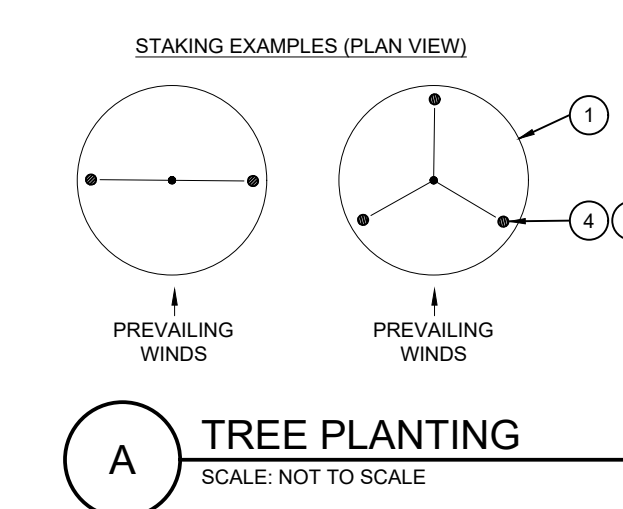 STAKING EXAMPLES (PLAN VIEW)
1
4
PREVAILING
WINDS
PREVAILING
WINDS
A
TREE PLANTING
SCALE: NOT TO SCALE